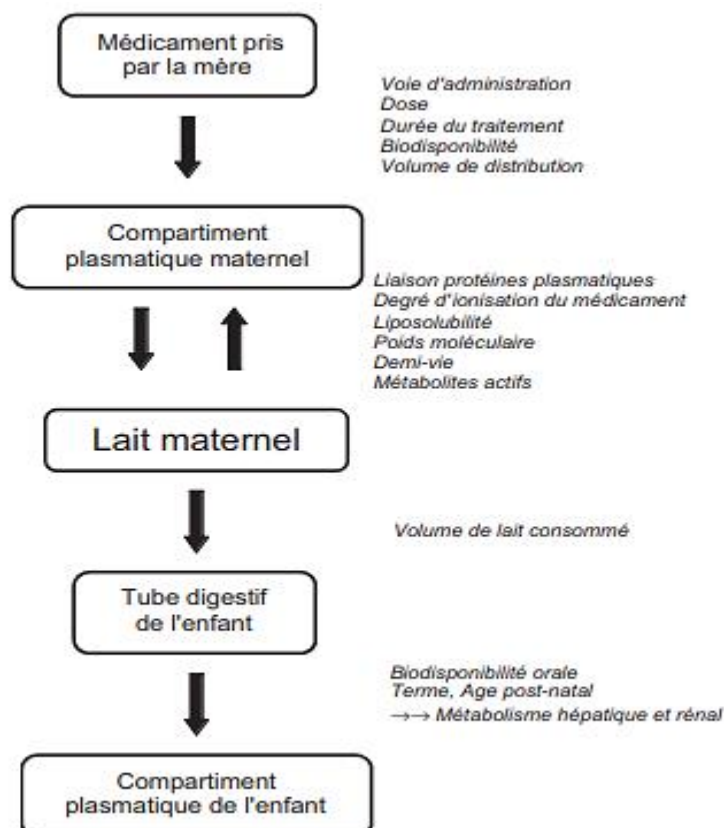 Médicament pris
par la mère
Voie d'administration
Dose
Durée du traitement
Biodisponibilité
Volume de distribution
Compartiment
plasmatique maternel
Liaison protéines plasmatiques
Degré d'ionisation du médicament
Liposolubilité
Poids moléculaire
Demi-vie
Métabolites actifs
Lait maternel
Volume de lait consommé
Tube digestif
de l'enfant
Biodisponibilité orale
Terme, Age post-natal
→→ Métabolisme hépatique et rénal
Compartiment
plasmatique de l'enfant